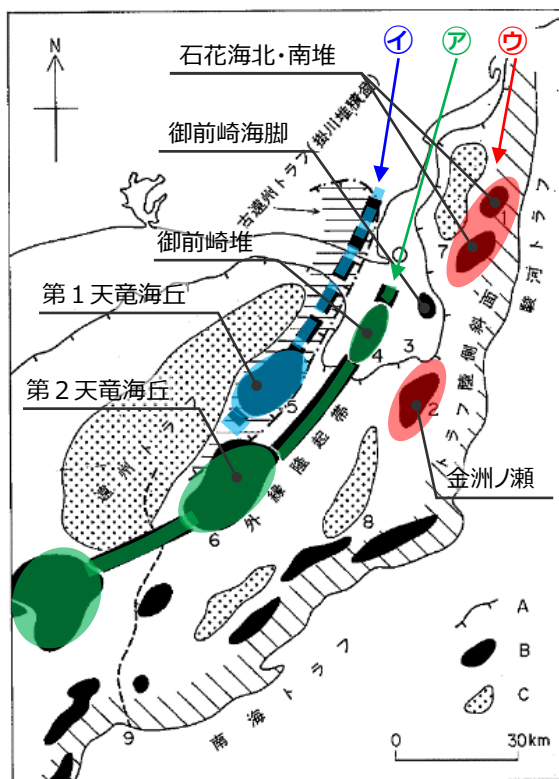 N
石花海北・南堆
㋑
㋐
㋒
御前崎海脚
古遠州トラフ(掛川堆積盆)
御前崎堆
第1天竜海丘
第2天竜海丘
金洲ノ瀬
遠州トラフ
外縁隆起帯
トラフ陸側斜面
駿河トラフ
南海トラフ
1
7
3
4
2
5
6
8
9
A
B
C
0
30km